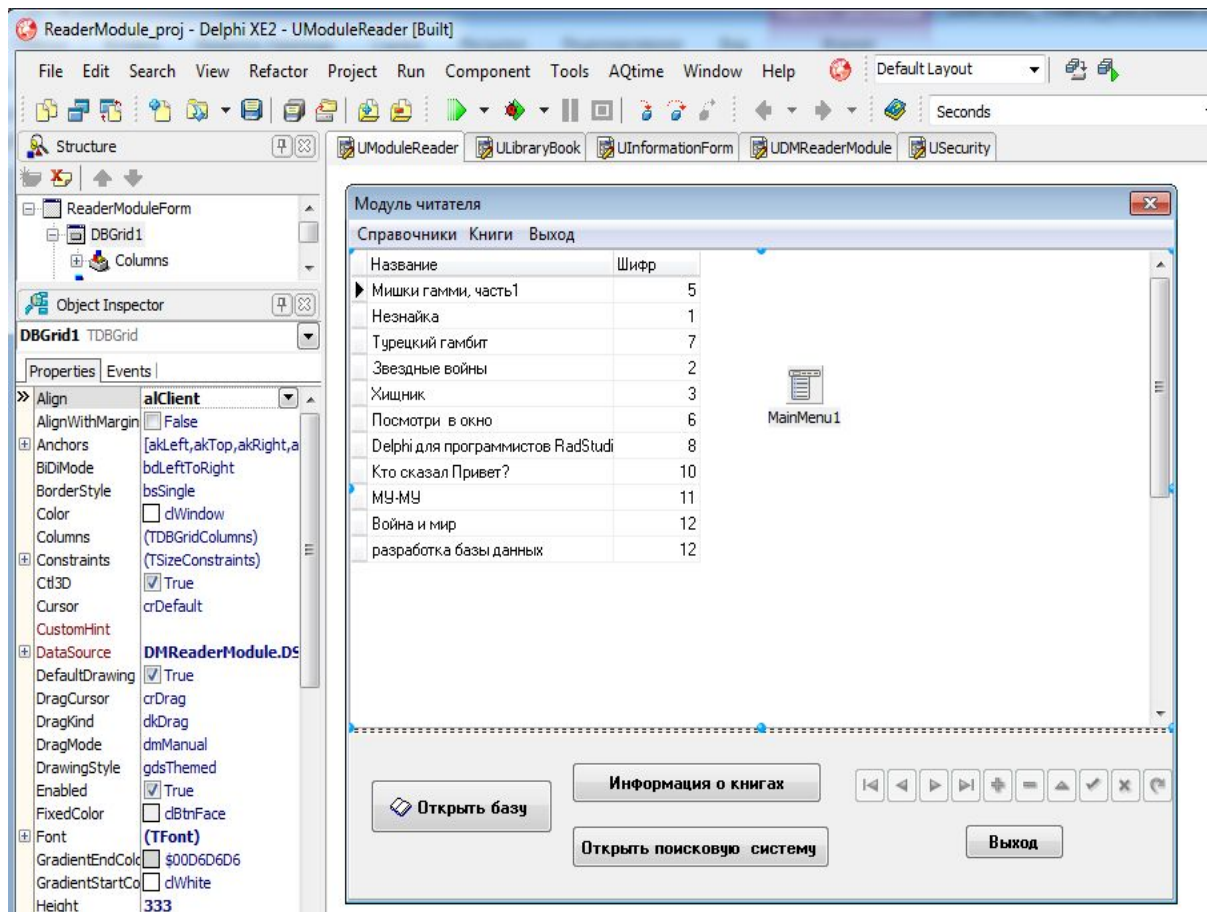 ReaderModule_proj - Delphi XE2 - UModuleReader [Built]
File Edit Search View Refactor Project Run Component Tools AQtime Window Help Default Layout
Seconds
Structure
UModuleReader ULibraryBook UInformationForm UDMReaderModule USecurity
ReaderModuleForm
DBGrid1
Columns
Object Inspector
DBGrid1 TDBGrid
Properties Events
Align alClient
AlignWithMargin False
Anchors [akLeft,akTop,akRight,a
BiDiMode bdLeftToRight
BorderStyle bsSingle
Color clWindow
Columns (TDBGridColumns)
Constraints (TSizeConstraints)
Ctl3D True
Cursor crDefault
CustomHint
DataSource DMReaderModule.DS
DefaultDrawing True
DragCursor crDrag
DragKind dkDrag
DragMode dmManual
DrawingStyle gdsThemed
Enabled True
FixedColor clBtnFace
Font (TFont)
GradientEndColo $00D6D6D6
GradientStartCo clWhite
Height 333
Модуль читателя
Справочники Книги Выход
Название Шифр
Мишки гамми, часть1 5
Незнайка 1
Турецкий гамбит 7
Звездные войны 2
Хищник 3
Посмотри в окно 6
Delphi для программистов RadStudi 8
Кто сказал Привет? 10
МУ-МУ 11
Война и мир 12
разработка базы данных 12
MainMenu1
Открыть базу
Информация о книгах
Открыть поисковую систему
Выход